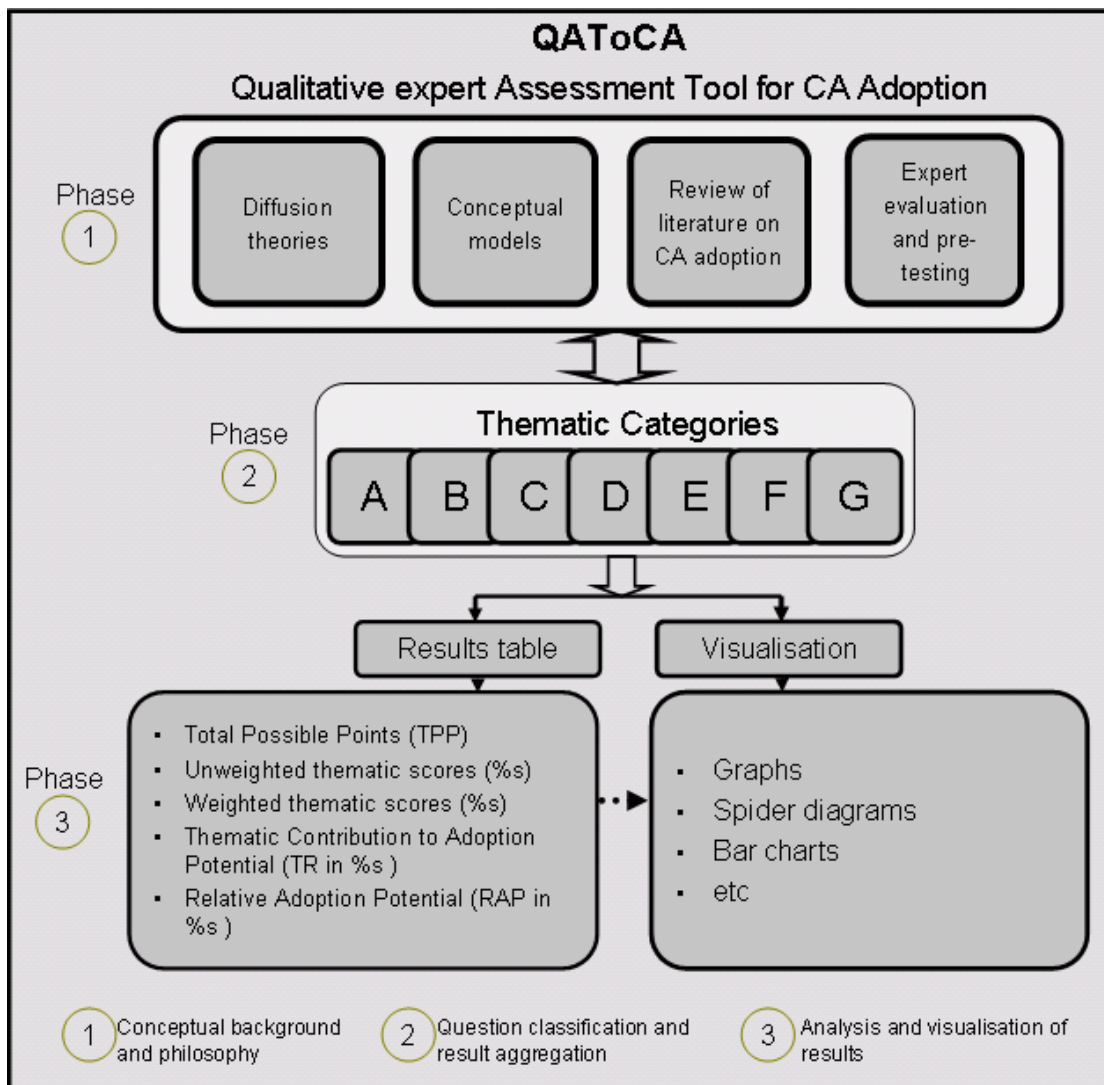 QAToCA
Qualitative expert Assessment Tool for CA Adoption
Phase
1
Diffusion
theories
Conceptual
models
Review of
literature on
CA adoption
Expert
evaluation
and pre-
testing
Phase
2
Thematic Categories
A B C D E F G
Results table
Visualisation
Phase
3
▪ Total Possible Points (TPP)
▪ Unweighted thematic scores (%s)
▪ Weighted thematic scores (%s)
▪ Thematic Contribution to Adoption
Potential (TR in %s )
▪ Relative Adoption Potential (RAP in
%s )
▪ Graphs
▪ Spider diagrams
▪ Bar charts
▪ etc
1 Conceptual background
and philosophy
2 Question classification and
result aggregation
3 Analysis and visualisation of
results